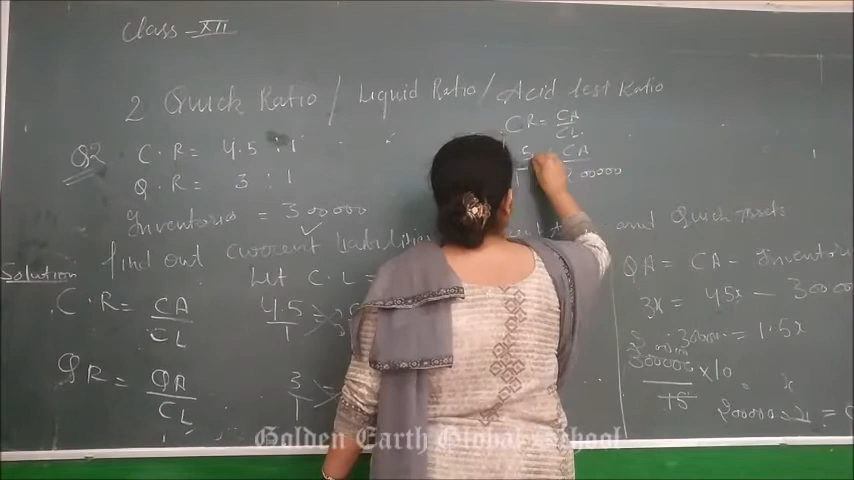 Class - XII
2 Quick Ratio / Liquid Ratio / Acid test Ratio
CR = CA
CL
Q2 C.R = 4.5 : 1
CA
Q.R = 3 : 1
Inventories = 300000
Find out current liabilities and Quick Assets
Solution Let C.L =
C.R = CA
CL
4.5
1
QR = QA
CL
3
1
QA = CA - Inventories
3x = 4.5x - 300000
300000 = 1.5x
300000 x 10 = x
15
200000 = x =
Golden Earth Global School